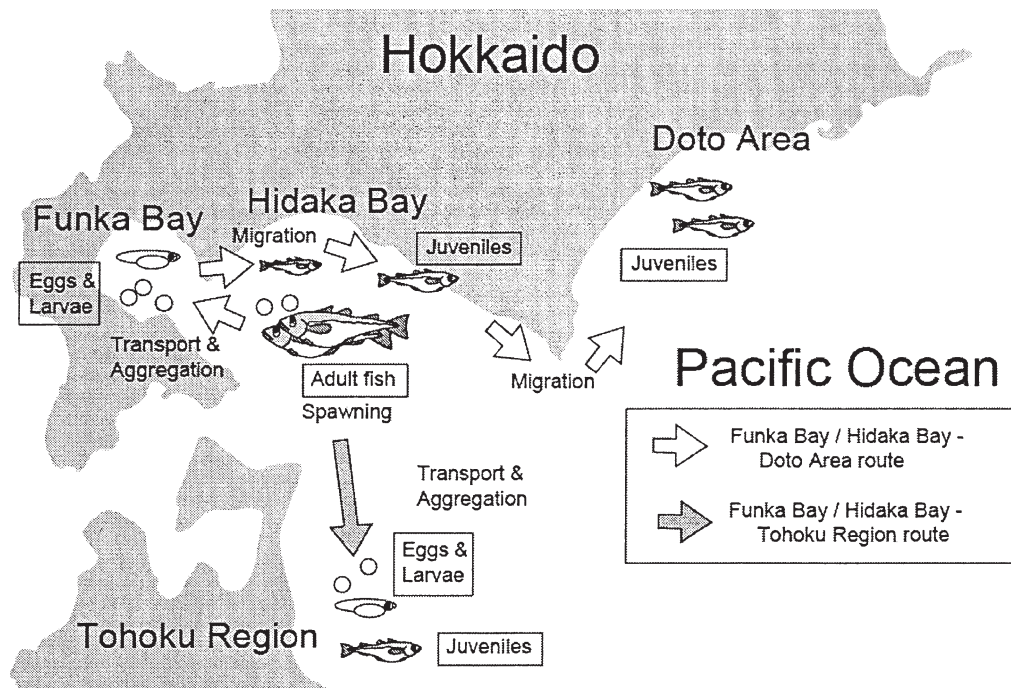 Hokkaido
Doto Area
Hidaka Bay
Funka Bay
Migration
Juveniles
Juveniles
Eggs &
Larvae
Transport &
Aggregation
Adult fish
Spawning
Migration
Pacific Ocean
Funka Bay / Hidaka Bay -
Doto Area route
Funka Bay / Hidaka Bay -
Tohoku Region route
Transport &
Aggregation
Eggs &
Larvae
Tohoku Region
Juveniles